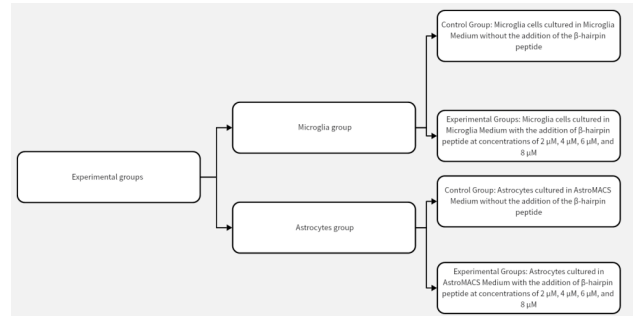 Control Group: Microglia cells cultured in Microglia
Medium without the addition of the β-hairpin
peptide
Microglia group
Experimental Groups: Microglia cells cultured in
Microglia Medium with the addition of β-hairpin
peptide at concentrations of 2 μM, 4 μM, 6 μM, and
8 μM
Experimental groups
Control Group: Astrocytes cultured in AstroMACS
Medium without the addition of the β-hairpin
peptide
Astrocytes group
Experimental Groups: Astrocytes cultured in
AstroMACS Medium with the addition of β-hairpin
peptide at concentrations of 2 μM, 4 μM, 6 μM, and
8 μM